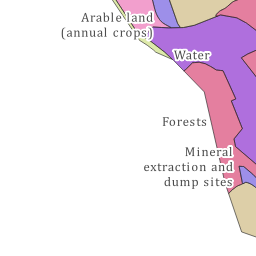 Arable land
(annual crops)
Water
Forests
Mineral
extraction and
dump sites